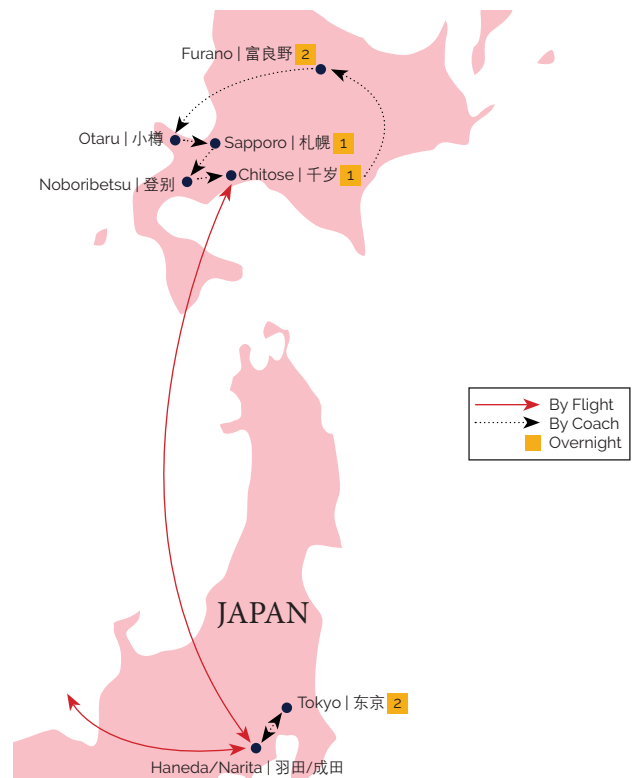 Furano | 富良野 2
Otaru | 小樽
Sapporo | 札幌 1
Noboribetsu | 登别
Chitose | 千岁 1
By Flight
By Coach
Overnight
JAPAN
Tokyo | 东京 2
Haneda/Narita | 羽田/成田